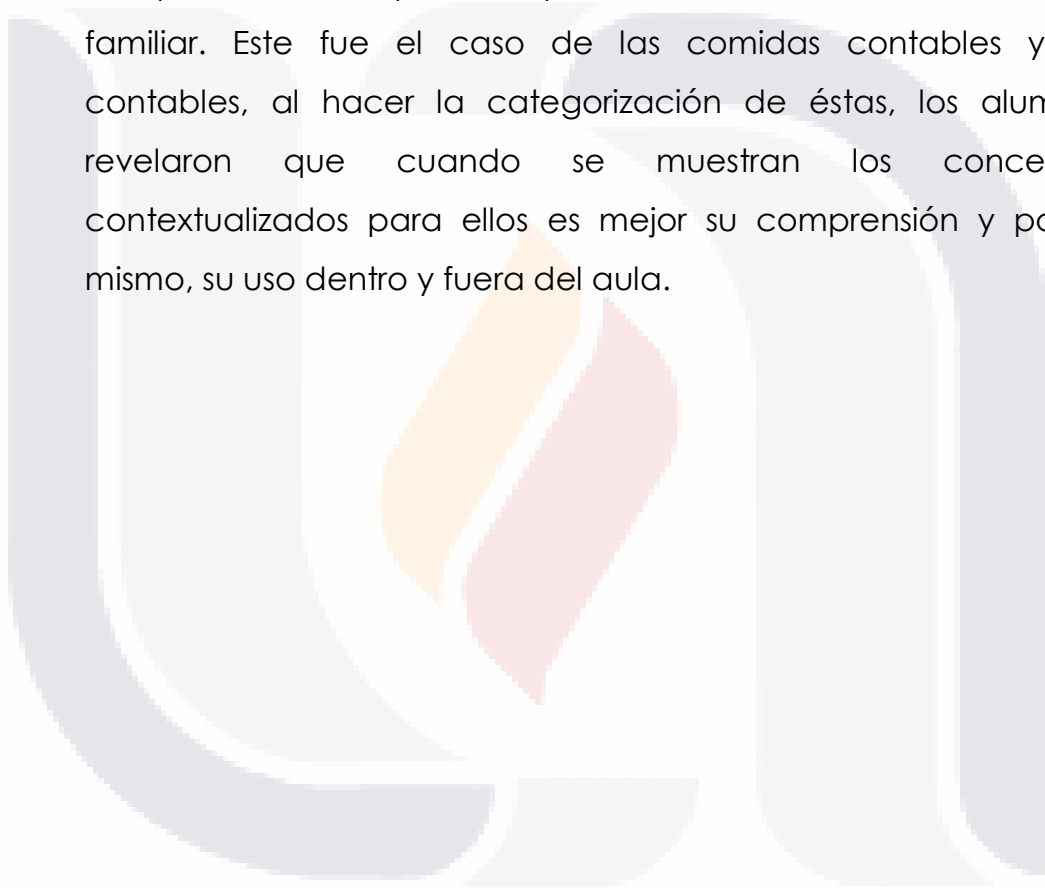 familiar. Este fue el caso de las comidas contables y
contables, al hacer la categorización de éstas, los
revelaron que cuando se muestran los
contextualizados para ellos es mejor su comprensión y
mismo, su uso dentro y fuera del aula.